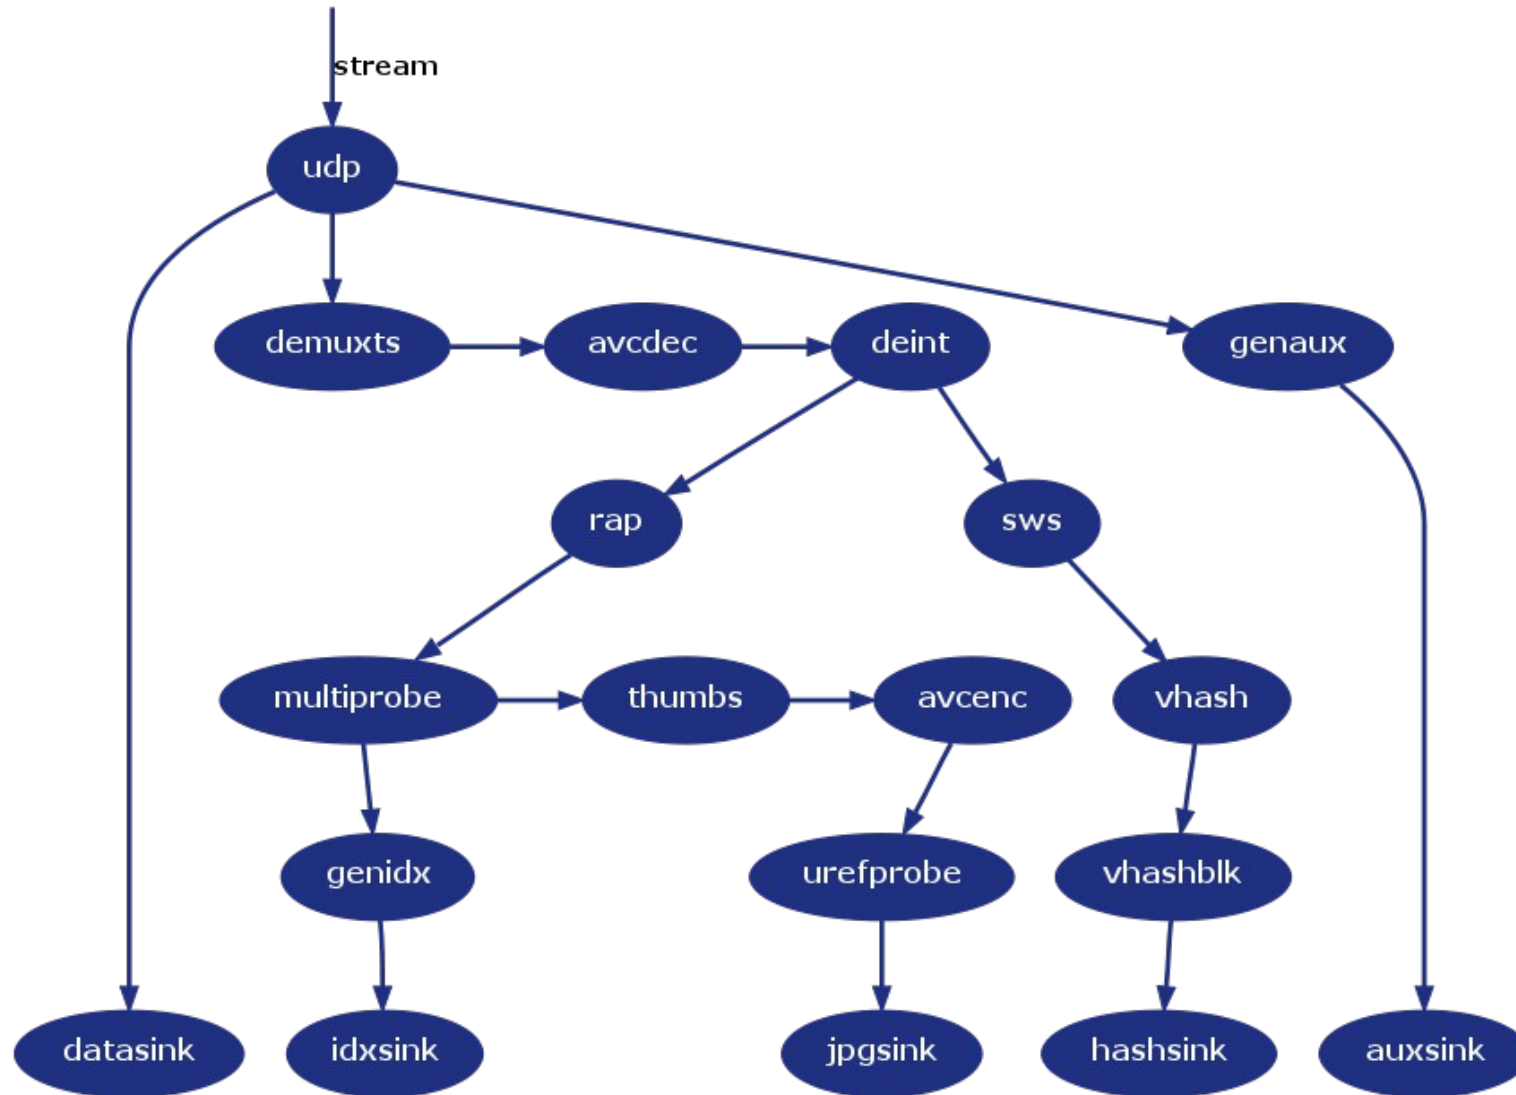 stream
udp
demuxts
avcdec
deint
genaux
rap
sws
multiprobe
thumbs
avcenc
vhash
genidx
urefprobe
vhashblk
datasink
idxsink
jpgsink
hashsink
auxsink